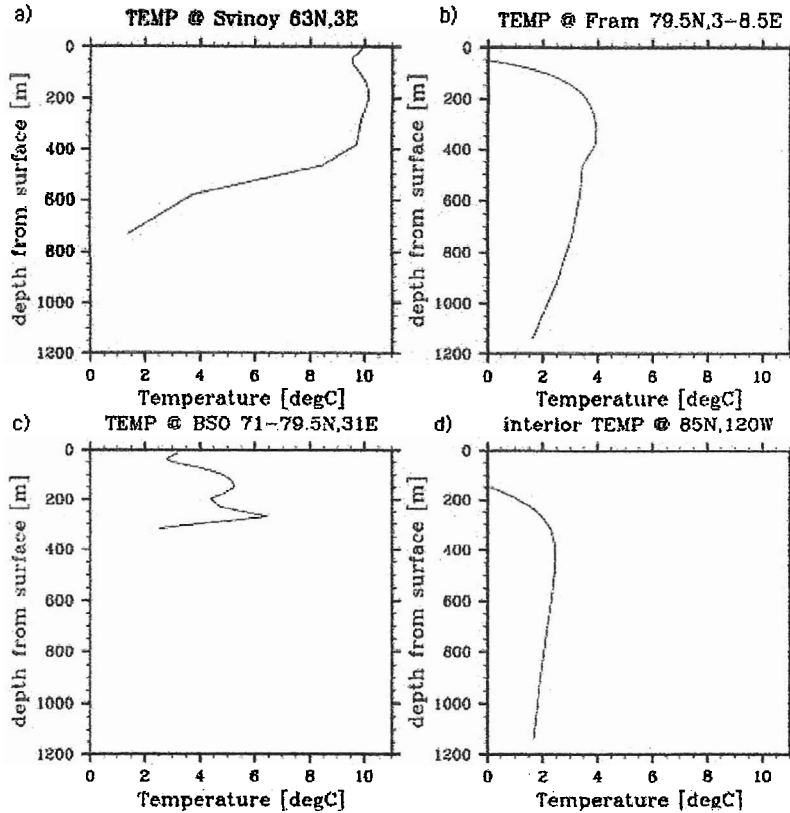 a)
TEMP @ Svinoy 63N,3E
0
200
400
600
800
1000
1200
depth from surface [m]
0 2 4 6 8 10
Temperature [degC]
b)
TEMP @ Fram 79.5N,3-8.5E
0
200
400
600
800
1000
1200
depth from surface [m]
0 2 4 6 8 10
Temperature [degC]
c)
TEMP @ BSO 71-79.5N,31E
0
200
400
600
800
1000
1200
depth from surface [m]
0 2 4 6 8 10
Temperature [degC]
d)
interior TEMP @ 85N,120W
0
200
400
600
800
1000
1200
depth from surface [m]
0 2 4 6 8 10
Temperature [degC]